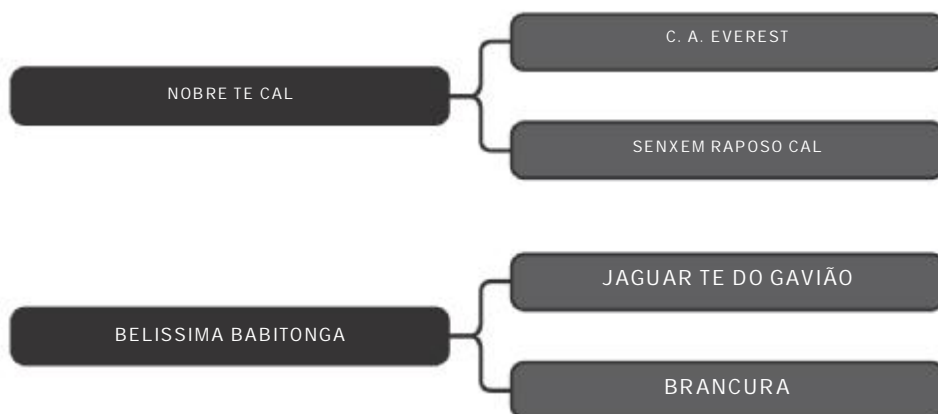 C. A. EVEREST
NOBRE TE CAL
SENXEM RAPOSO CAL
JAGUAR TE DO GAVIÃO
BELISSIMA BABITONGA
BRANCURA